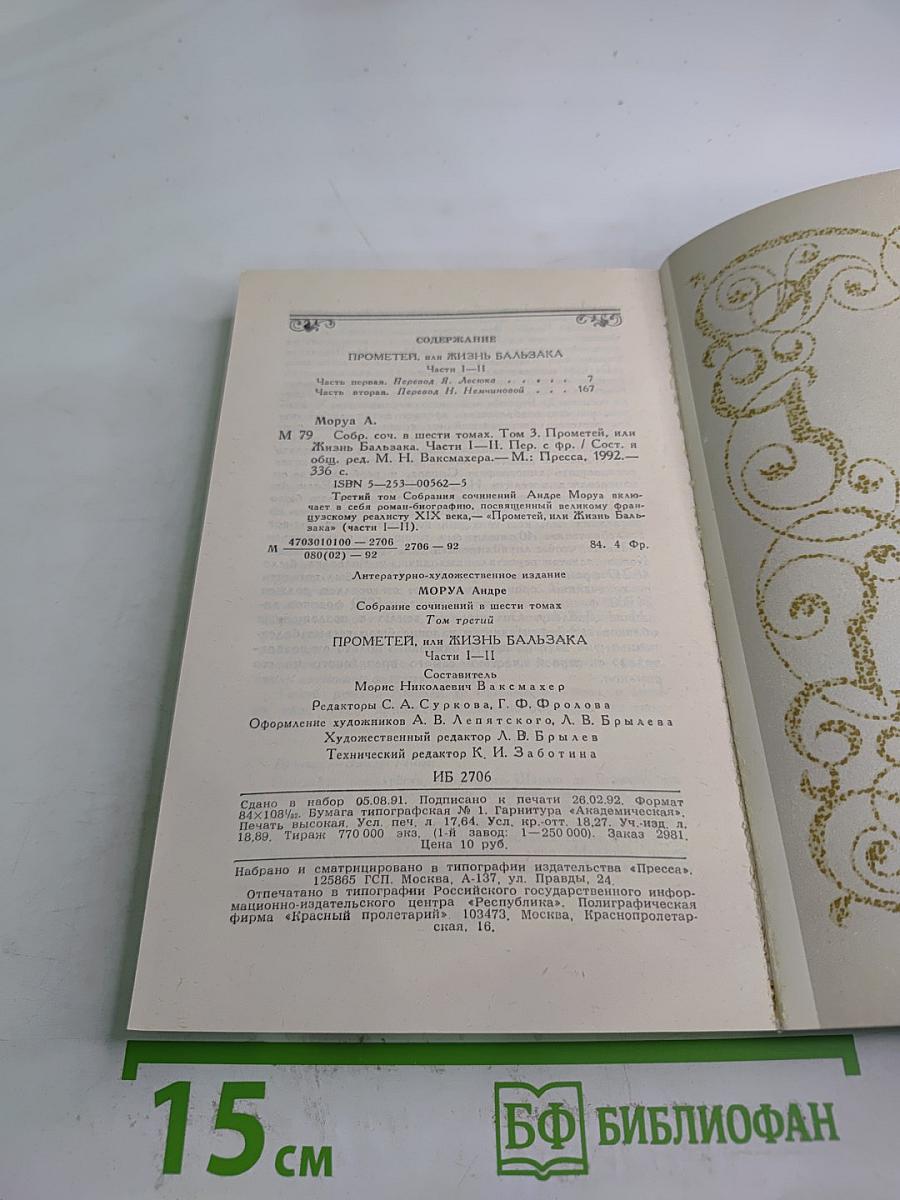 СОДЕРЖАНИЕ
ПРОМЕТЕЙ, или ЖИЗНЬ БАЛЬЗАКА
Части I—II
Часть первая. Перевод Я. Лесюка . . . . . 7
Часть вторая. Перевод Н. Немчиновой . . . 167
Моруа А.
М 79 Собр. соч. в шести томах. Том 3. Прометей, или
Жизнь Бальзака. Части I—II. Пер. с фр. / Сост. и
общ. ред. М. Н. Ваксмахера.— М.: Пресса, 1992.—
336 с.
ISBN 5—253—00562—5
Третий том Собрания сочинений Андре Моруа вклю-
чает в себя роман-биографию, посвященный великому фран-
цузскому реалисту XIX века,— «Прометей, или Жизнь Баль-
зака» (части I—II).
М 4703010100 — 2706 2706 — 92 84. 4 Фр.
080(02) — 92
Литературно-художественное издание
МОРУА Андре
Собрание сочинений в шести томах
Том третий
ПРОМЕТЕЙ, или ЖИЗНЬ БАЛЬЗАКА
Части I—II
Составитель
Морис Николаевич Ваксмахер
Редакторы С. А. Суркова, Г. Ф. Фролова
Оформление художников А. В. Лепятского, Л. В. Брылева
Художественный редактор Л. В. Брылев
Технический редактор К. И. Заботина
ИБ 2706
Сдано в набор 05.08.91. Подписано к печати 26.02.92. Формат
84×108¹/₃₂. Бумага типографская № 1. Гарнитура «Академическая».
Печать высокая. Усл. печ. л 17,64. Усл. кр.-отт. 18,27. Уч.-изд. л.
18,89. Тираж 770 000 экз. (1-й завод: 1—250 000). Заказ 2981.
Цена 10 руб.
Набрано и сматрицировано в типографии издательства «Пресса».
125865 ГСП. Москва, А-137, ул. Правды, 24.
Отпечатано в типографии Российского государственного инфор-
мационно-издательского центра «Республика». Полиграфическая
фирма «Красный пролетарий». 103473, Москва, Краснопролетар-
ская, 16.
15 см
БФ БИБЛИОФАН